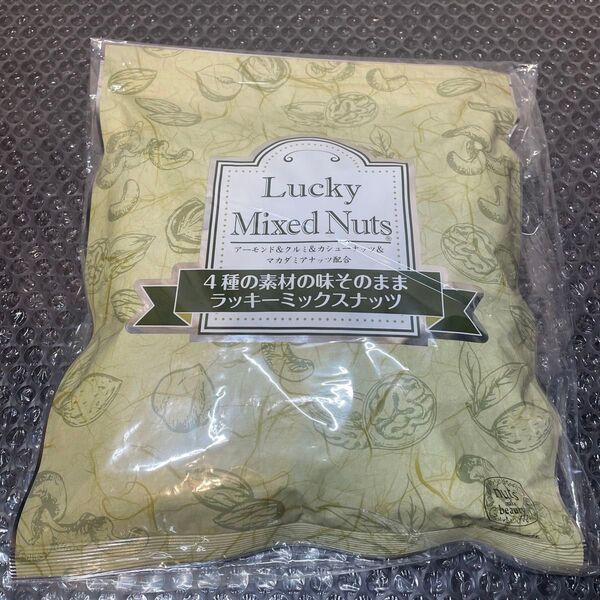 Lucky
Mixed Nuts®
アーモンド&クルミ&カシューナッツ&
マカダミアナッツ配合
4種の素材の味そのまま
ラッキーミックスナッツ
nuts
beauty